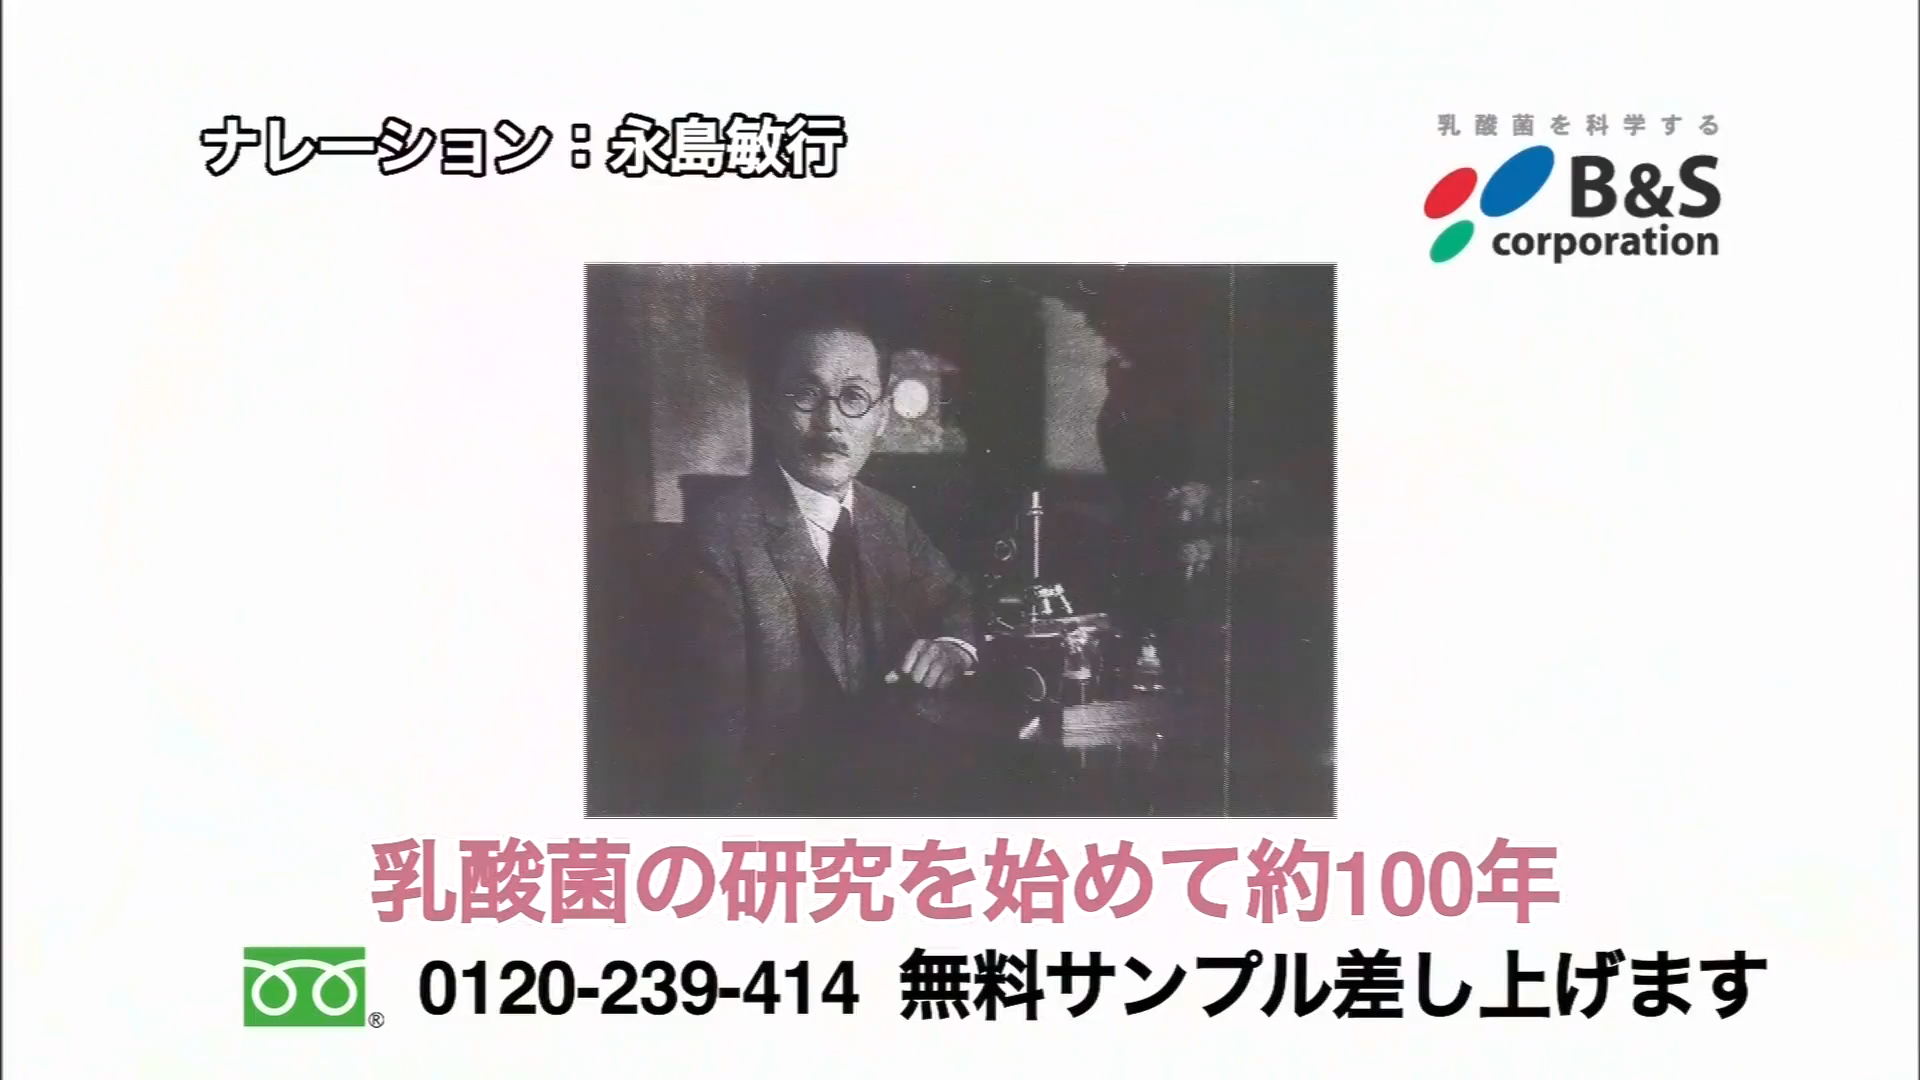 ナレーション：永島敏行
乳酸菌を科学する
B&S
corporation
乳酸菌の研究を始めて約100年
® 0120-239-414 無料サンプル差し上げます